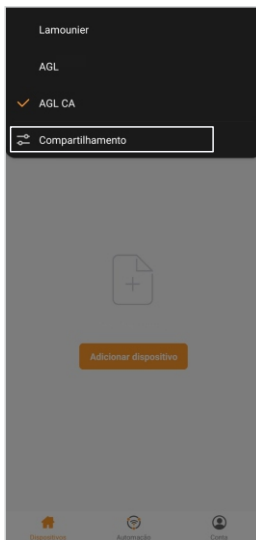 Lamounier
AGL
AGL CA
Compartilhamento
Adicionar dispositivo
Dispositivos
Automação
Conta